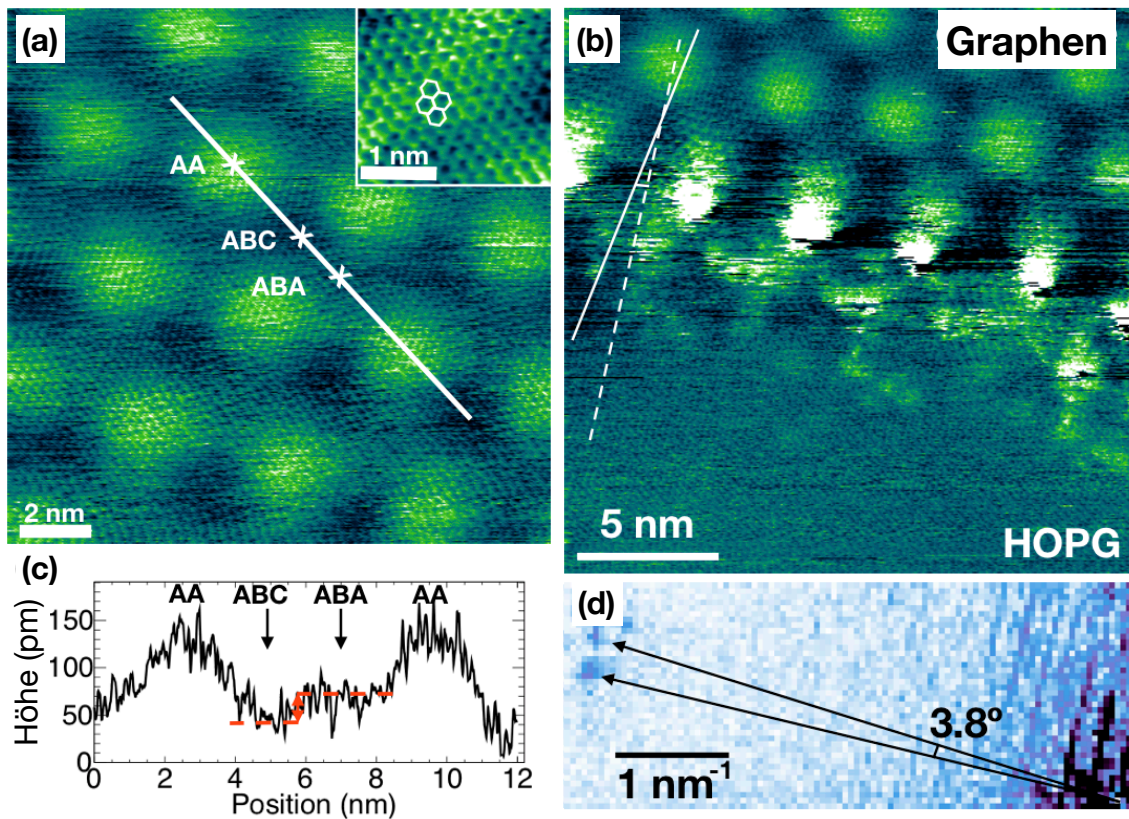 (a)
1 nm
AA
ABC
ABA
2 nm
(b)
Graphen
5 nm
HOPG
(c)
AA ABC ABA AA
Höhe (pm)
150
100
50
0
0 2 4 6 8 10 12
Position (nm)
(d)
3.8º
1 nm⁻¹